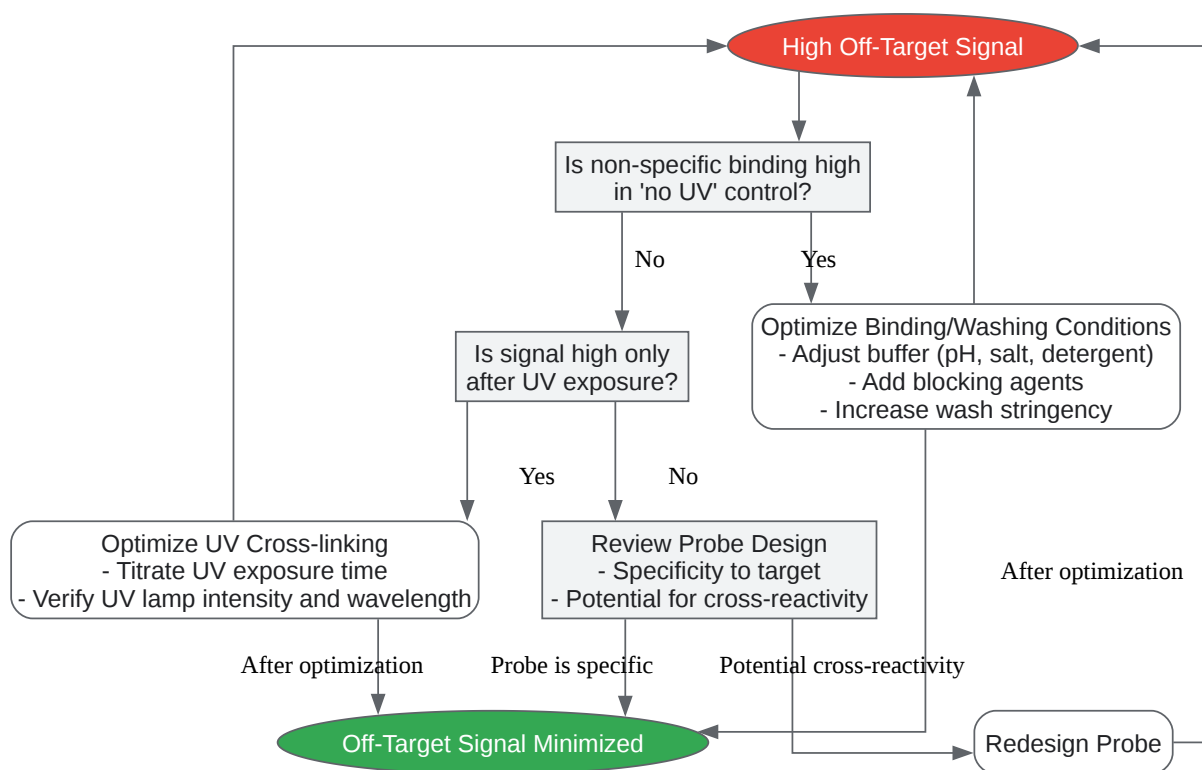 High Off-Target Signal
Is non-specific binding high
in 'no UV' control?
No
Yes
Optimize Binding/Washing Conditions
- Adjust buffer (pH, salt, detergent)
- Add blocking agents
- Increase wash stringency
Is signal high only
after UV exposure?
Yes
No
Optimize UV Cross-linking
- Titrate UV exposure time
- Verify UV lamp intensity and wavelength
Review Probe Design
- Specificity to target
- Potential for cross-reactivity
After optimization
After optimization
Probe is specific
Potential cross-reactivity
Off-Target Signal Minimized
Redesign Probe